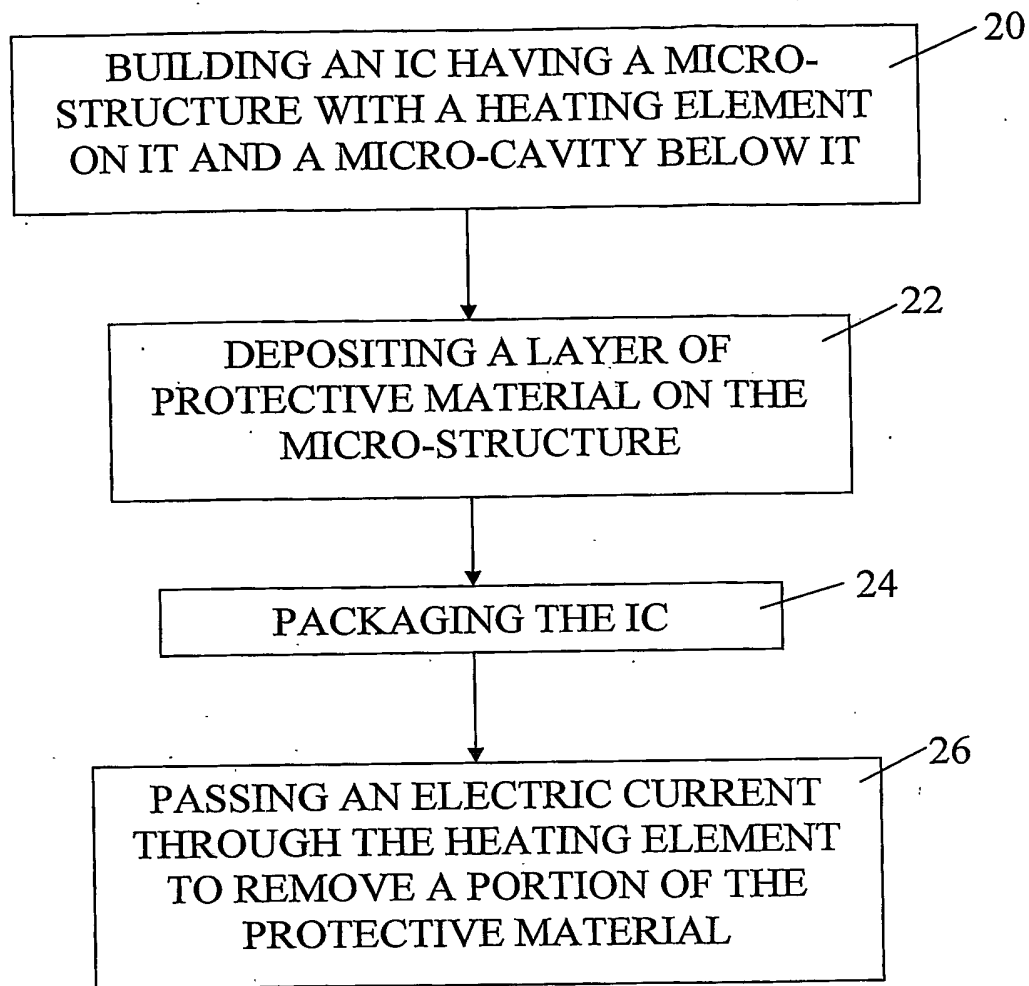 20
BUILDING AN IC HAVING A MICRO-
STRUCTURE WITH A HEATING ELEMENT
ON IT AND A MICRO-CAVITY BELOW IT
22
DEPOSITING A LAYER OF
PROTECTIVE MATERIAL ON THE
MICRO-STRUCTURE
24
PACKAGING THE IC
26
PASSING AN ELECTRIC CURRENT
THROUGH THE HEATING ELEMENT
TO REMOVE A PORTION OF THE
PROTECTIVE MATERIAL